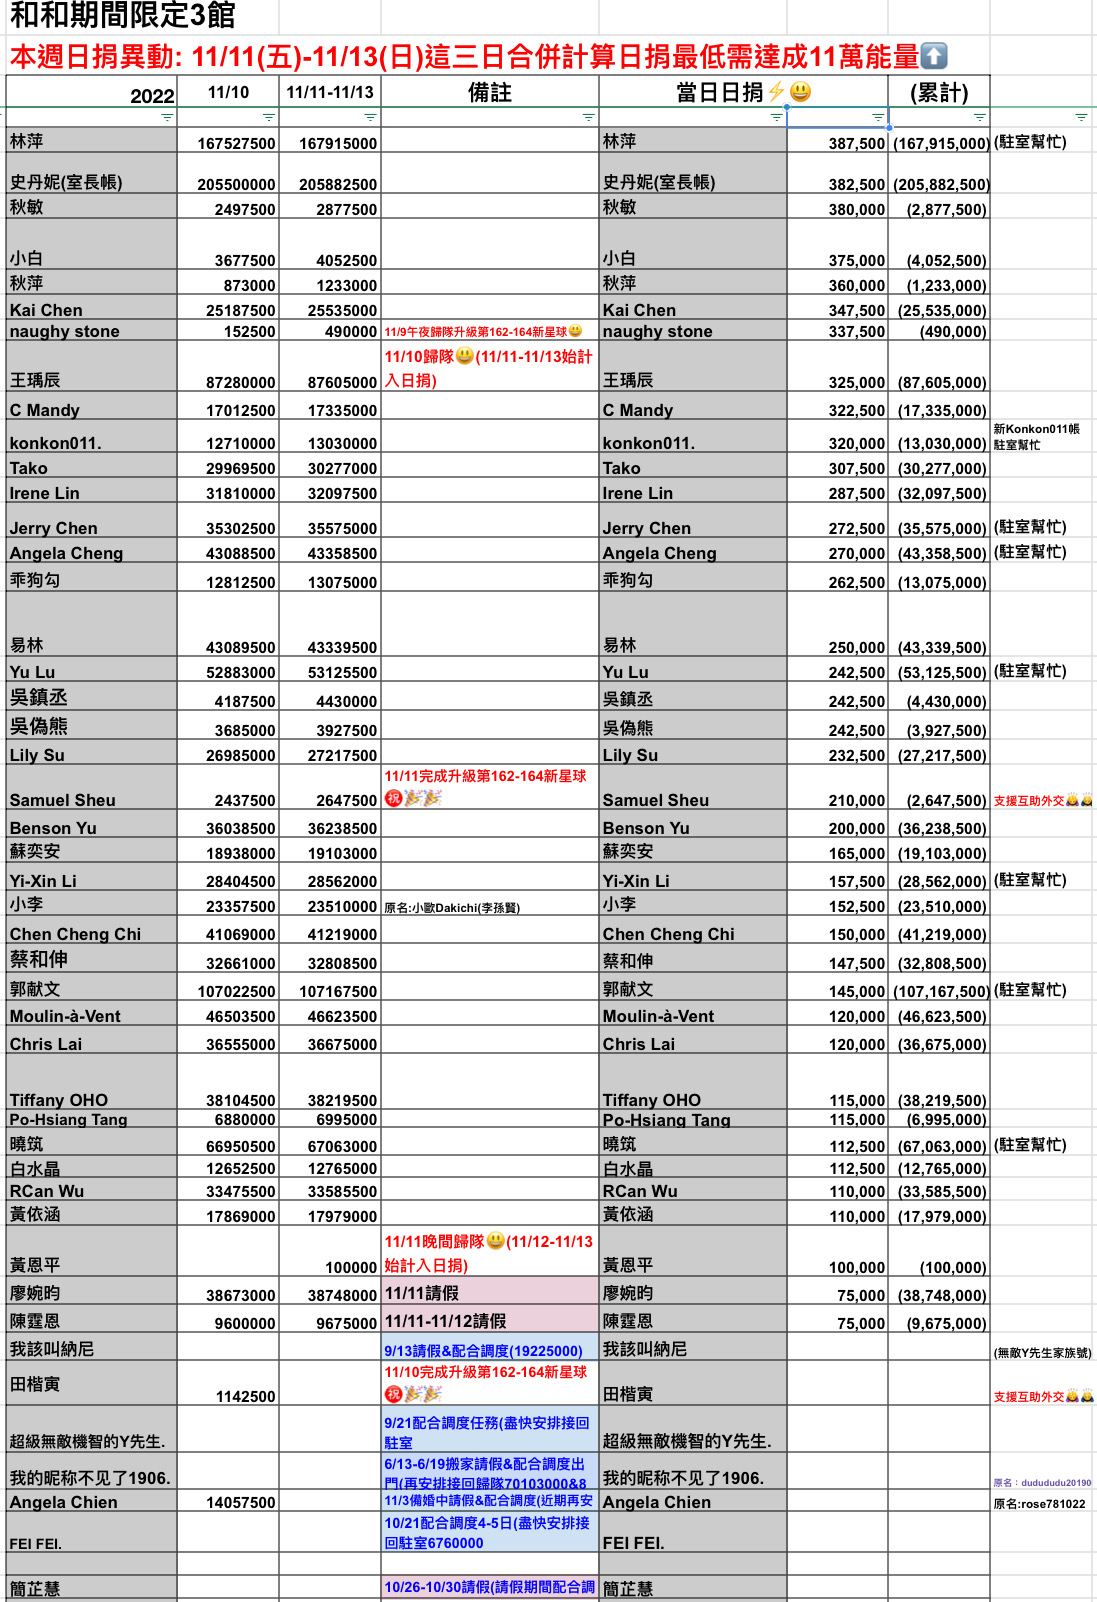 和和期間限定3館
本週日捐異動: 11/11(五)-11/13(日)這三日合併計算日捐最低需達成11萬能量⬆️
2022 11/10 11/11-11/13 備註 當日日捐⚡😃 (累計)
林萍 167527500 167915000 林萍 387,500 (167,915,000) (駐室幫忙)
史丹妮(室長帳) 205500000 205882500 史丹妮(室長帳) 382,500 (205,882,500)
秋敏 2497500 2877500 秋敏 380,000 (2,877,500)
小白 3677500 4052500 小白 375,000 (4,052,500)
秋萍 873000 1233000 秋萍 360,000 (1,233,000)
Kai Chen 25187500 25535000 Kai Chen 347,500 (25,535,000)
naughy stone 152500 490000 11/9午夜歸隊升級第162-164新星球😃 naughy stone 337,500 (490,000)
11/10歸隊😃(11/11-11/13始計
王瑀辰 87280000 87605000 入日捐) 王瑀辰 325,000 (87,605,000)
C Mandy 17012500 17335000 C Mandy 322,500 (17,335,000)
新Konkon011帳
konkon011. 12710000 13030000 konkon011. 320,000 (13,030,000) 駐室幫忙
Tako 29969500 30277000 Tako 307,500 (30,277,000)
Irene Lin 31810000 32097500 Irene Lin 287,500 (32,097,500)
Jerry Chen 35302500 35575000 Jerry Chen 272,500 (35,575,000) (駐室幫忙)
Angela Cheng 43088500 43358500 Angela Cheng 270,000 (43,358,500) (駐室幫忙)
乖狗勾 12812500 13075000 乖狗勾 262,500 (13,075,000)
易林 43089500 43339500 易林 250,000 (43,339,500)
Yu Lu 52883000 53125500 Yu Lu 242,500 (53,125,500) (駐室幫忙)
吳鎮丞 4187500 4430000 吳鎮丞 242,500 (4,430,000)
吳偽熊 3685000 3927500 吳偽熊 242,500 (3,927,500)
Lily Su 26985000 27217500 Lily Su 232,500 (27,217,500)
11/11完成升級第162-164新星球
Samuel Sheu 2437500 2647500 ㊗️🎉🎉 Samuel Sheu 210,000 (2,647,500) 支援互助外交🙇‍♀️🙇
Benson Yu 36038500 36238500 Benson Yu 200,000 (36,238,500)
蘇奕安 18938000 19103000 蘇奕安 165,000 (19,103,000)
Yi-Xin Li 28404500 28562000 Yi-Xin Li 157,500 (28,562,000) (駐室幫忙)
小李 23357500 23510000 原名:小歐Dakichi(李孫賢) 小李 152,500 (23,510,000)
Chen Cheng Chi 41069000 41219000 Chen Cheng Chi 150,000 (41,219,000)
蔡和伸 32661000 32808500 蔡和伸 147,500 (32,808,500)
郭献文 107022500 107167500 郭献文 145,000 (107,167,500) (駐室幫忙)
Moulin-à-Vent 46503500 46623500 Moulin-à-Vent 120,000 (46,623,500)
Chris Lai 36555000 36675000 Chris Lai 120,000 (36,675,000)
Tiffany OHO 38104500 38219500 Tiffany OHO 115,000 (38,219,500)
Po-Hsiang Tang 6880000 6995000 Po-Hsiang Tang 115,000 (6,995,000)
曉筑 66950500 67063000 曉筑 112,500 (67,063,000) (駐室幫忙)
白水晶 12652500 12765000 白水晶 112,500 (12,765,000)
RCan Wu 33475500 33585500 RCan Wu 110,000 (33,585,500)
黃依涵 17869000 17979000 黃依涵 110,000 (17,979,000)
11/11晚間歸隊😃(11/12-11/13
黃恩平 100000 始計入日捐) 黃恩平 100,000 (100,000)
廖婉昀 38673000 38748000 11/11請假 廖婉昀 75,000 (38,748,000)
陳霆恩 9600000 9675000 11/11-11/12請假 陳霆恩 75,000 (9,675,000)
我該叫納尼 9/13請假&配合調度(19225000) 我該叫納尼 (無敵Y先生家族號)
11/10完成升級第162-164新星球
田楷寅 1142500 ㊗️🎉🎉 田楷寅 支援互助外交🙇‍♀️🙇
9/21配合調度任務(盡快安排接回
超級無敵機智的Y先生. 駐室 超級無敵機智的Y先生.
6/13-6/19搬家請假&配合調度出
我的昵称不见了1906. 門(再安排接回歸隊70103000&8 我的昵称不见了1906. 原名：dudududu20190
Angela Chien 14057500 11/3備婚中請假&配合調度(近期再安 Angela Chien 原名:rose781022
10/21配合調度4-5日(盡快安排接
FEI FEI. 回駐室6760000 FEI FEI.
簡芷慧 10/26-10/30請假(請假期間配合調 簡芷慧